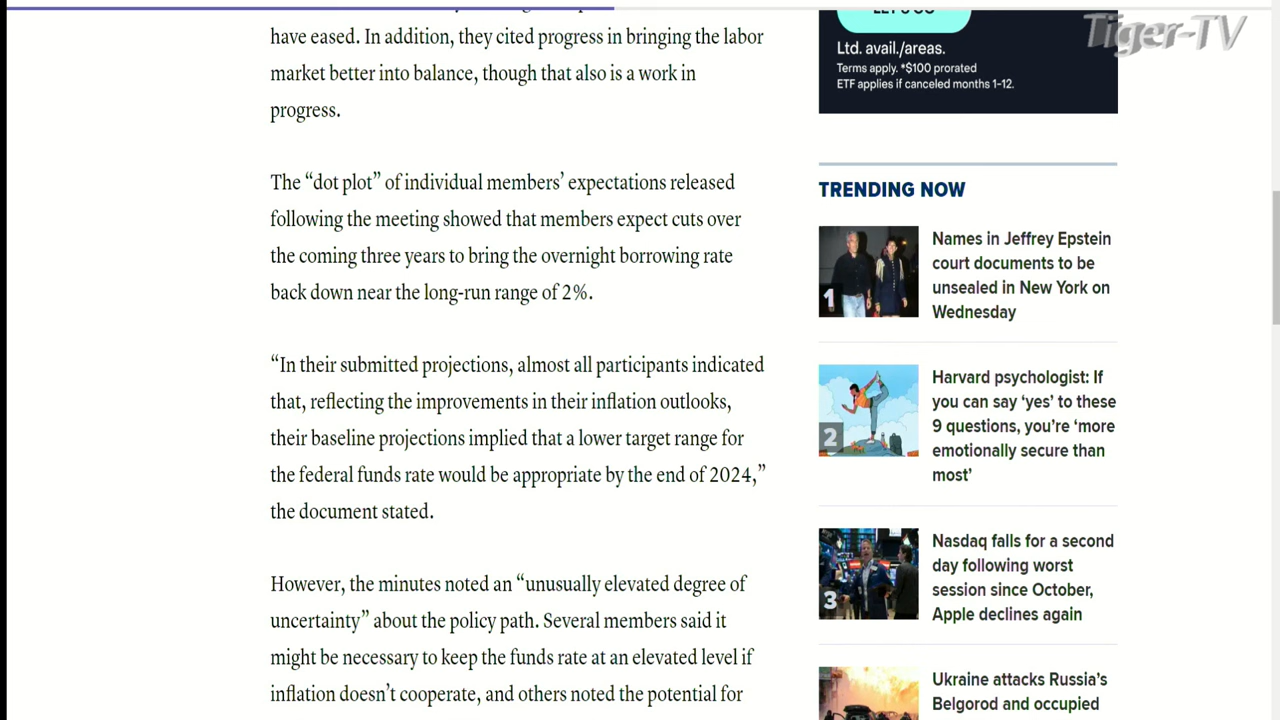 have eased. In addition, they cited progress in bringing the labor
market better into balance, though that also is a work in
progress.
The “dot plot” of individual members’ expectations released
following the meeting showed that members expect cuts over
the coming three years to bring the overnight borrowing rate
back down near the long-run range of 2%.
“In their submitted projections, almost all participants indicated
that, reflecting the improvements in their inflation outlooks,
their baseline projections implied that a lower target range for
the federal funds rate would be appropriate by the end of 2024,”
the document stated.
However, the minutes noted an “unusually elevated degree of
uncertainty” about the policy path. Several members said it
might be necessary to keep the funds rate at an elevated level if
inflation doesn’t cooperate, and others noted the potential for
Tiger-TV
Ltd. avail./areas.
Terms apply. *$100 prorated
ETF applies if canceled months 1-12.
TRENDING NOW
1
Names in Jeffrey Epstein
court documents to be
unsealed in New York on
Wednesday
2
Harvard psychologist: If
you can say ‘yes’ to these
9 questions, you’re ‘more
emotionally secure than
most’
3
Nasdaq falls for a second
day following worst
session since October,
Apple declines again
Ukraine attacks Russia’s
Belgorod and occupied